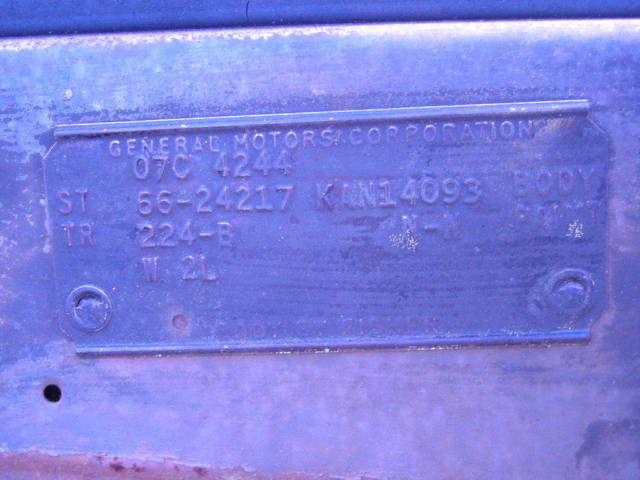 GENERAL MOTORS CORPORATION
07C 4244
ST 66-24217 KAN14093 BODY
TR 224-B N-N PAINT
W 2L
BODY BY FISHER